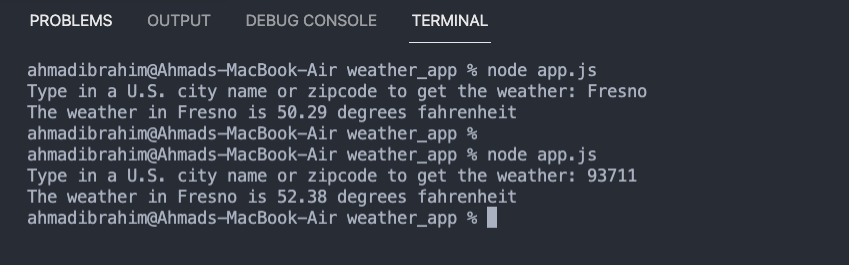 PROBLEMS OUTPUT DEBUG CONSOLE TERMINAL
ahmadibrahim@Ahmads-MacBook-Air weather_app % node app.js
Type in a U.S. city name or zipcode to get the weather: Fresno
The weather in Fresno is 50.29 degrees fahrenheit
ahmadibrahim@Ahmads-MacBook-Air weather_app %
ahmadibrahim@Ahmads-MacBook-Air weather_app % node app.js
Type in a U.S. city name or zipcode to get the weather: 93711
The weather in Fresno is 52.38 degrees fahrenheit
ahmadibrahim@Ahmads-MacBook-Air weather_app %